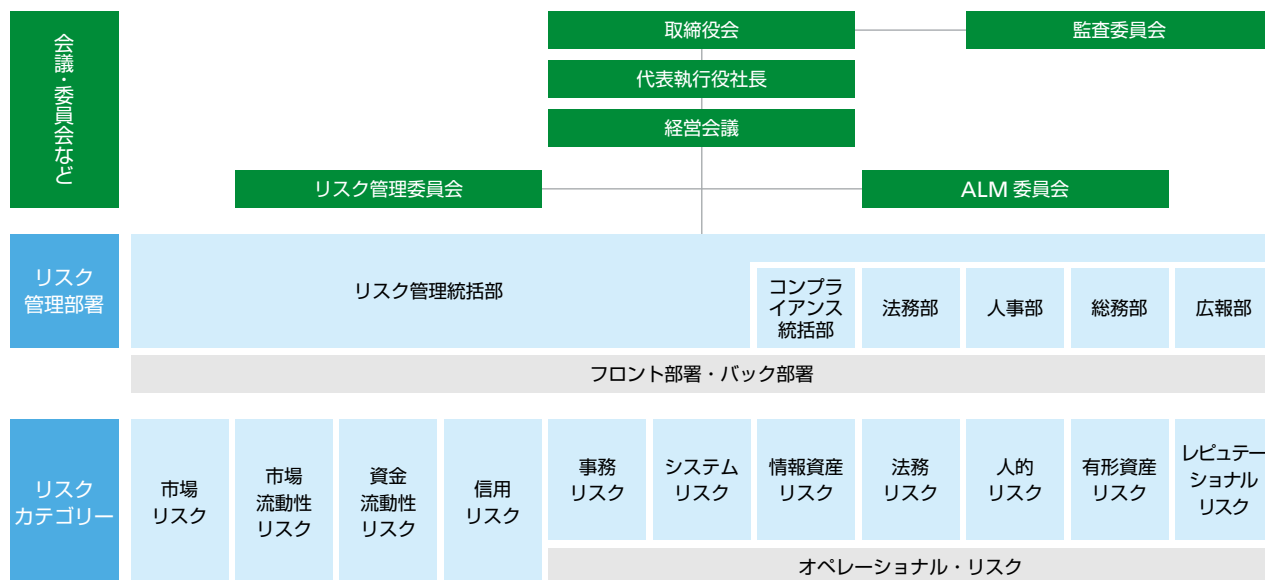 会議・委員会など
取締役会
監査委員会
代表執行役社長
経営会議
リスク管理委員会
ALM 委員会
リスク
管理部署
リスク管理統括部
コンプラ
イアンス
統括部
法務部
人事部
総務部
広報部
フロント部署・バック部署
リスク
カテゴリー
市場
リスク
市場
流動性
リスク
資金
流動性
リスク
信用
リスク
事務
リスク
システム
リスク
情報資産
リスク
法務
リスク
人的
リスク
有形資産
リスク
レピュテー
ショナル
リスク
オペレーショナル・リスク